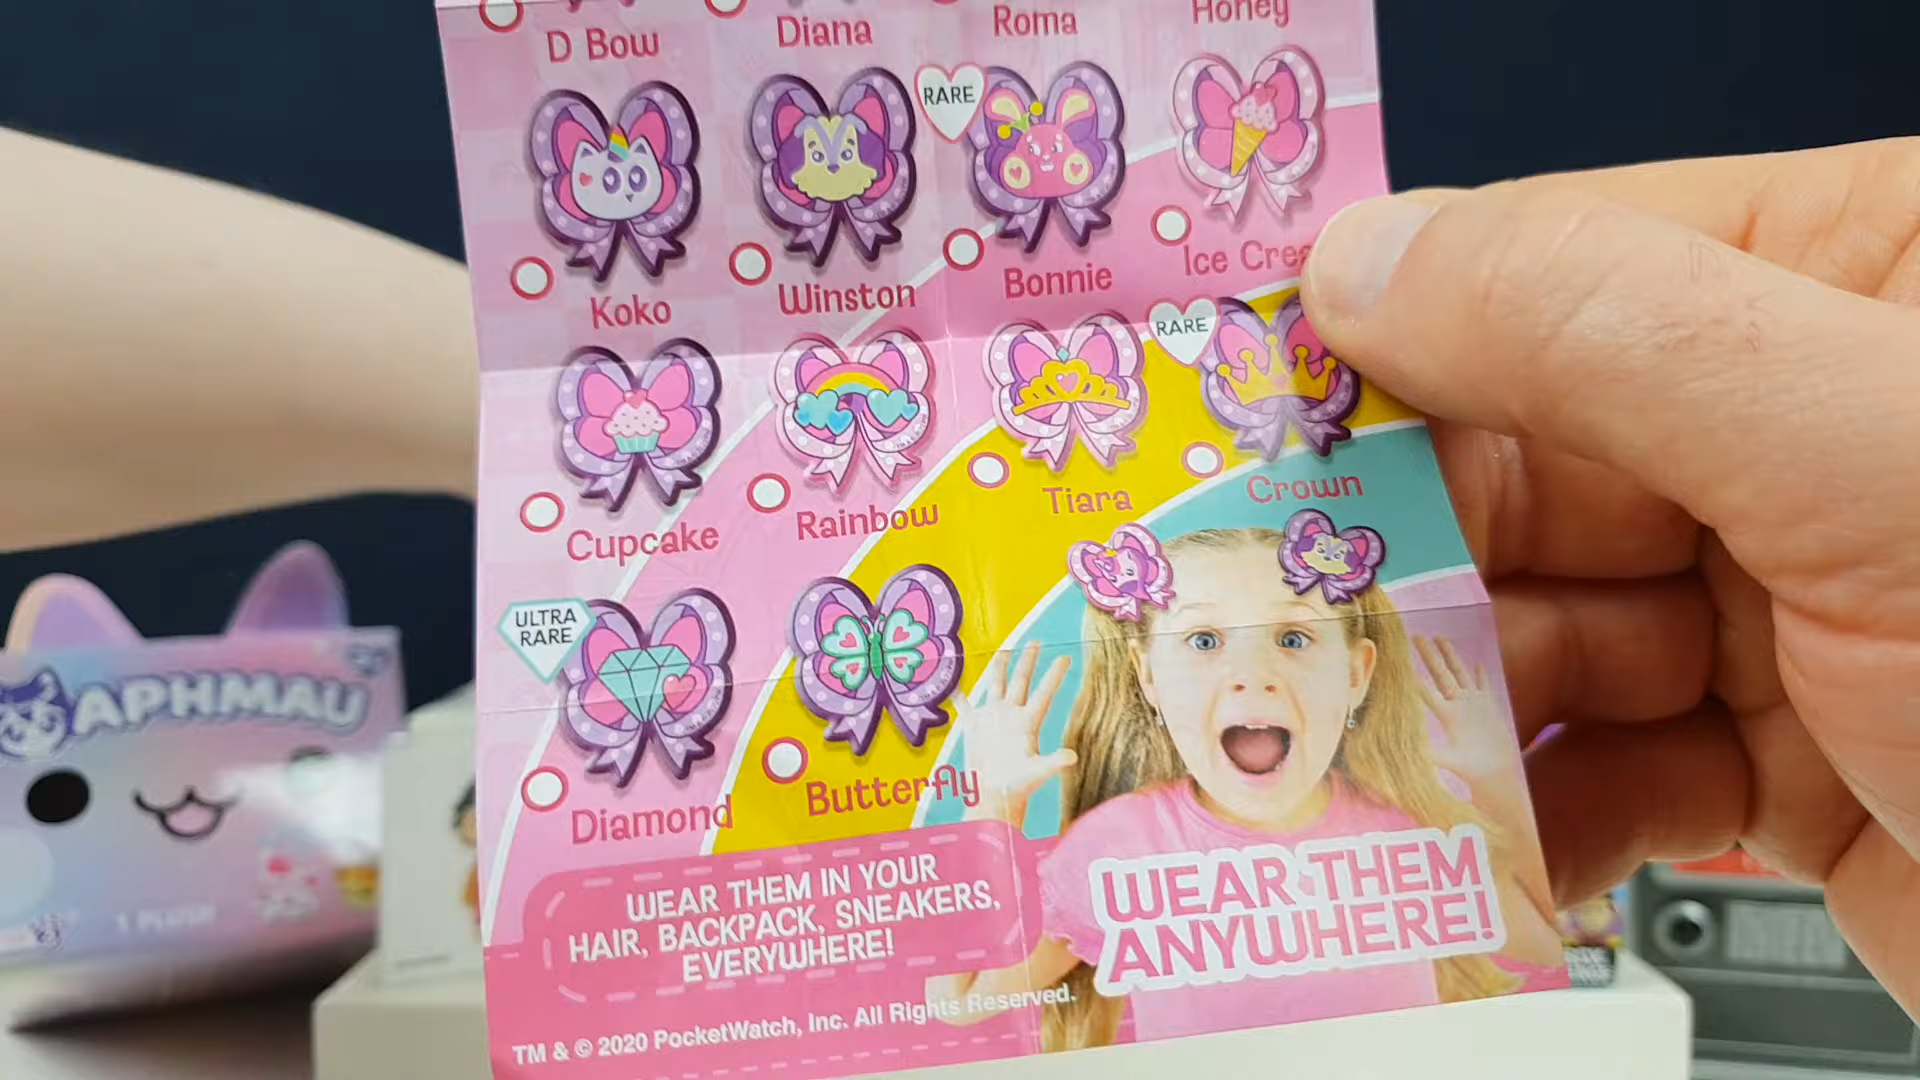 D Bow
Diana
Roma
Honey
RARE
Koko
Winston
Bonnie
Ice Crea
RARE
Cupcake
Rainbow
Tiara
Crown
ULTRA
RARE
Diamond
Butterfly
WEAR THEM IN YOUR
HAIR, BACKPACK, SNEAKERS,
EVERYWHERE!
WEAR THEM
ANYWHERE!
TM & © 2020 PocketWatch, Inc. All Rights Reserved.
APHMAU
1 PLUSH